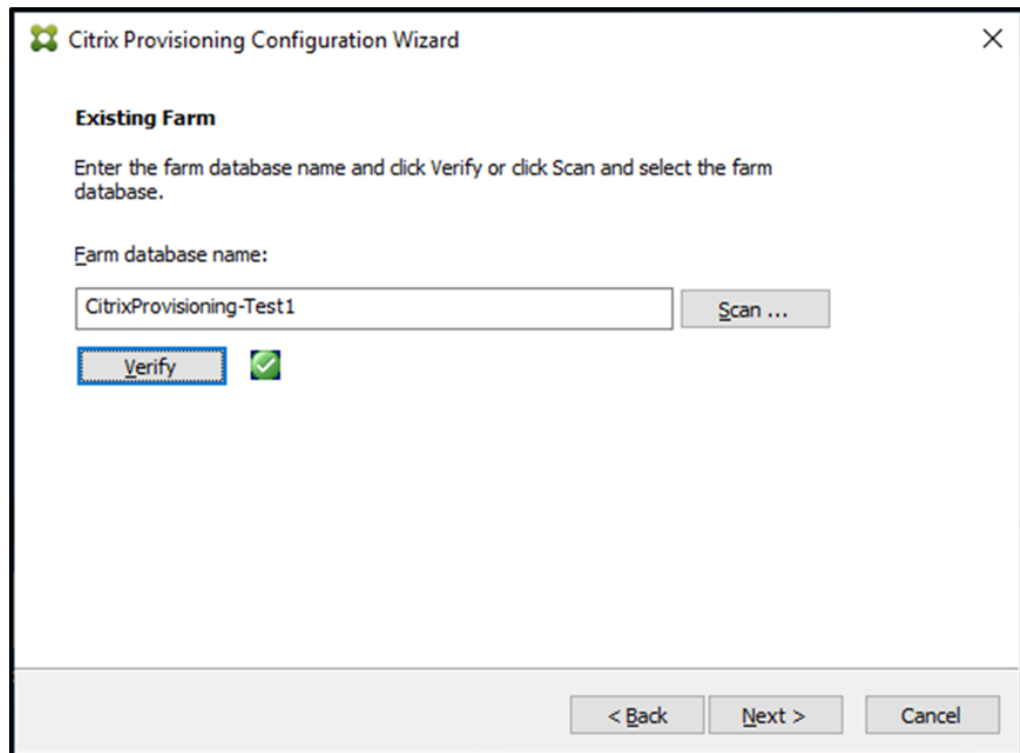 Citrix Provisioning Configuration Wizard
Existing Farm
Enter the farm database name and click Verify or click Scan and select the farm
database.
Farm database name:
CitrixProvisioning-Test1
Scan ...
Verify
< Back
Next >
Cancel